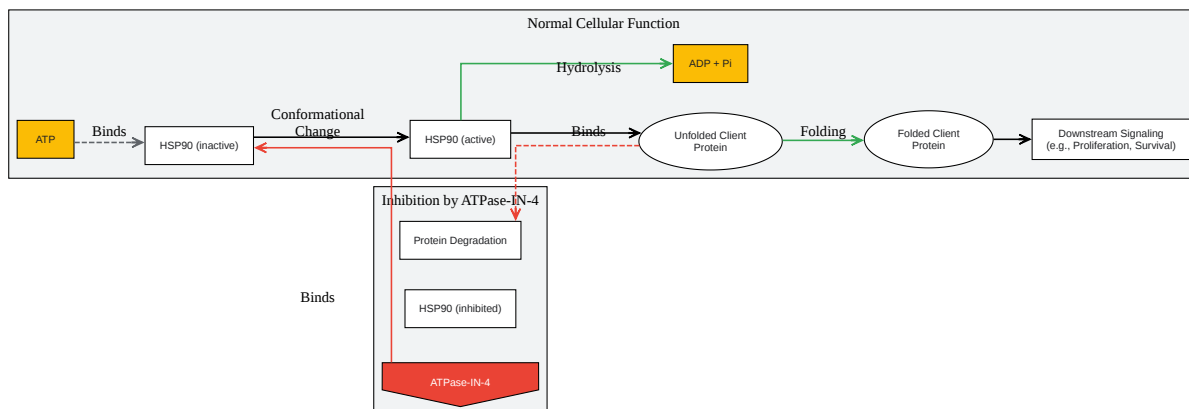 Normal Cellular Function
ADP + Pi
Hydrolysis
ATP
Binds
HSP90 (inactive)
Conformational
Change
HSP90 (active)
Binds
Unfolded Client
Protein
Folding
Folded Client
Protein
Downstream Signaling
(e.g., Proliferation, Survival)
Inhibition by ATPase-IN-4
Protein Degradation
Binds
HSP90 (inhibited)
ATPase-IN-4